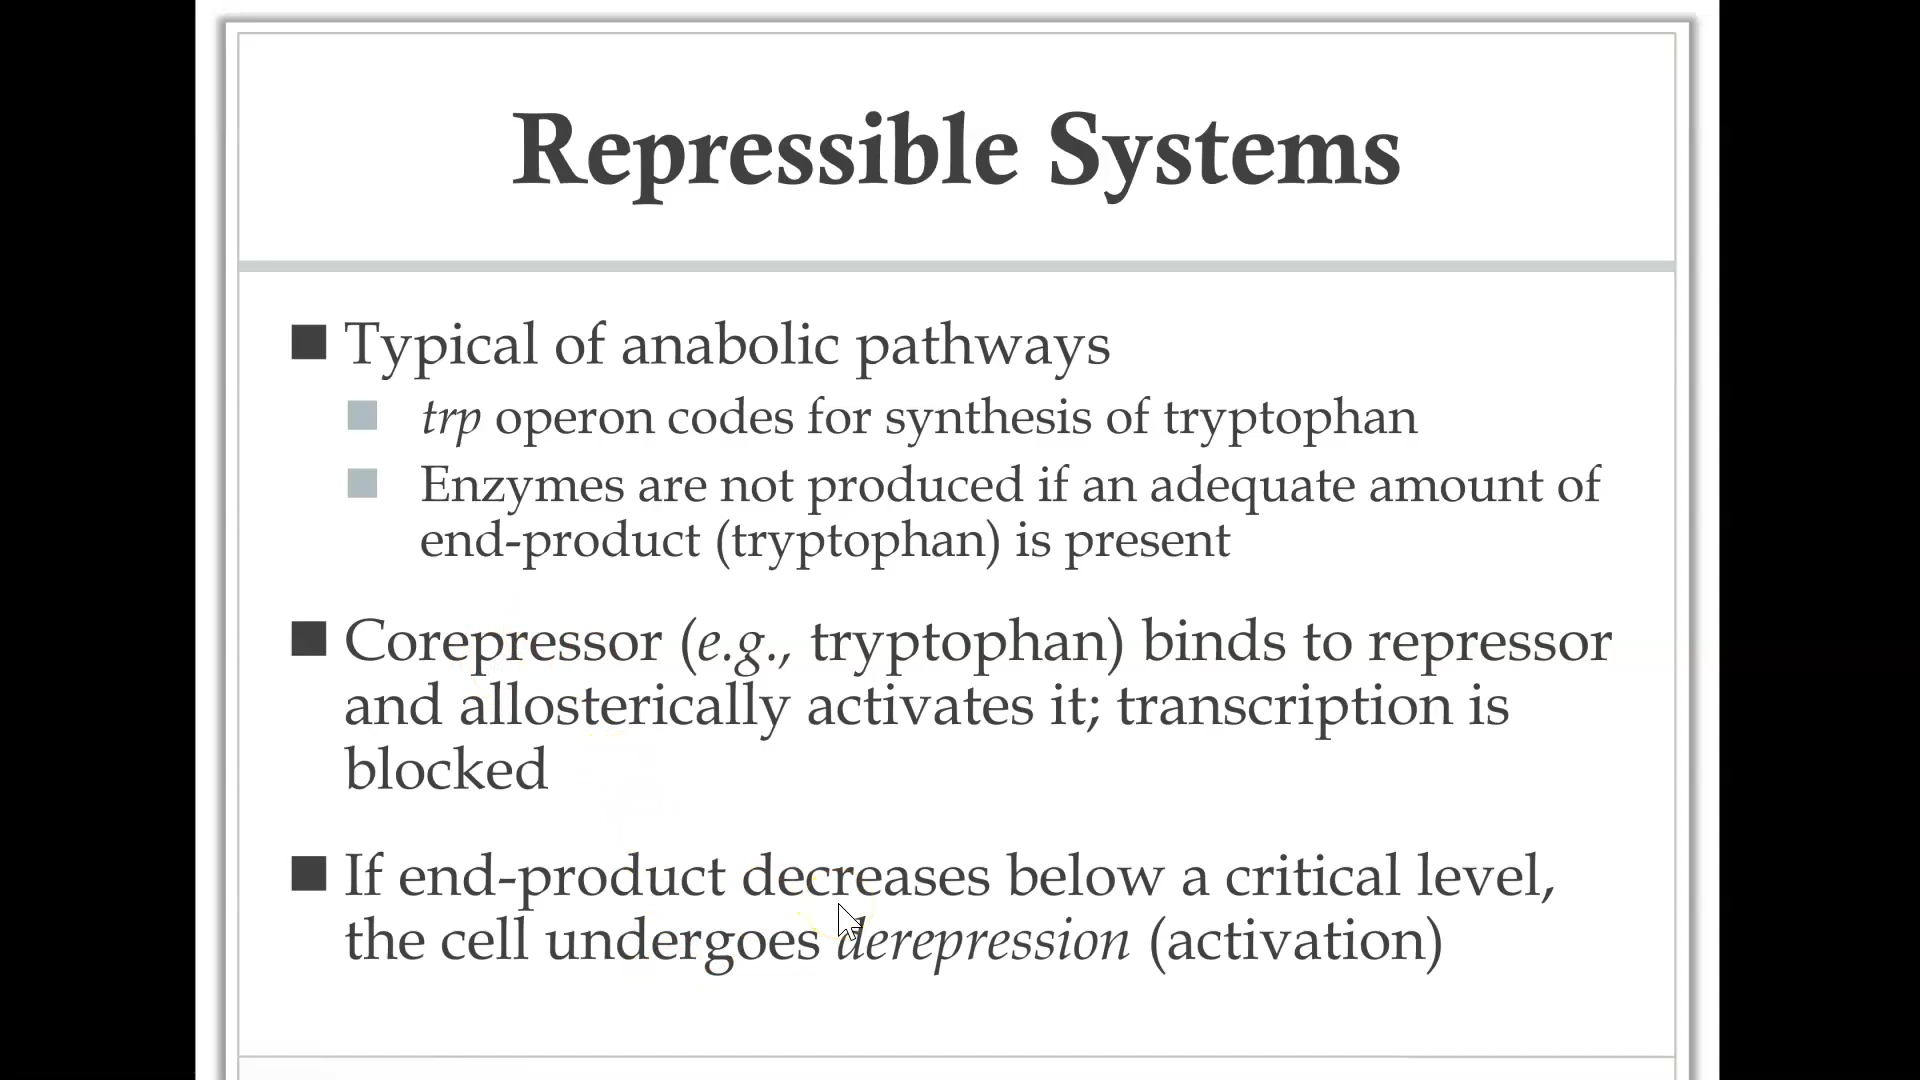 Repressible Systems
Typical of anabolic pathways
trp operon codes for synthesis of tryptophan
Enzymes are not produced if an adequate amount of
end-product (tryptophan) is present
Corepressor (e.g., tryptophan) binds to repressor
and allosterically activates it; transcription is
blocked
If end-product decreases below a critical level,
the cell undergoes derepression (activation)